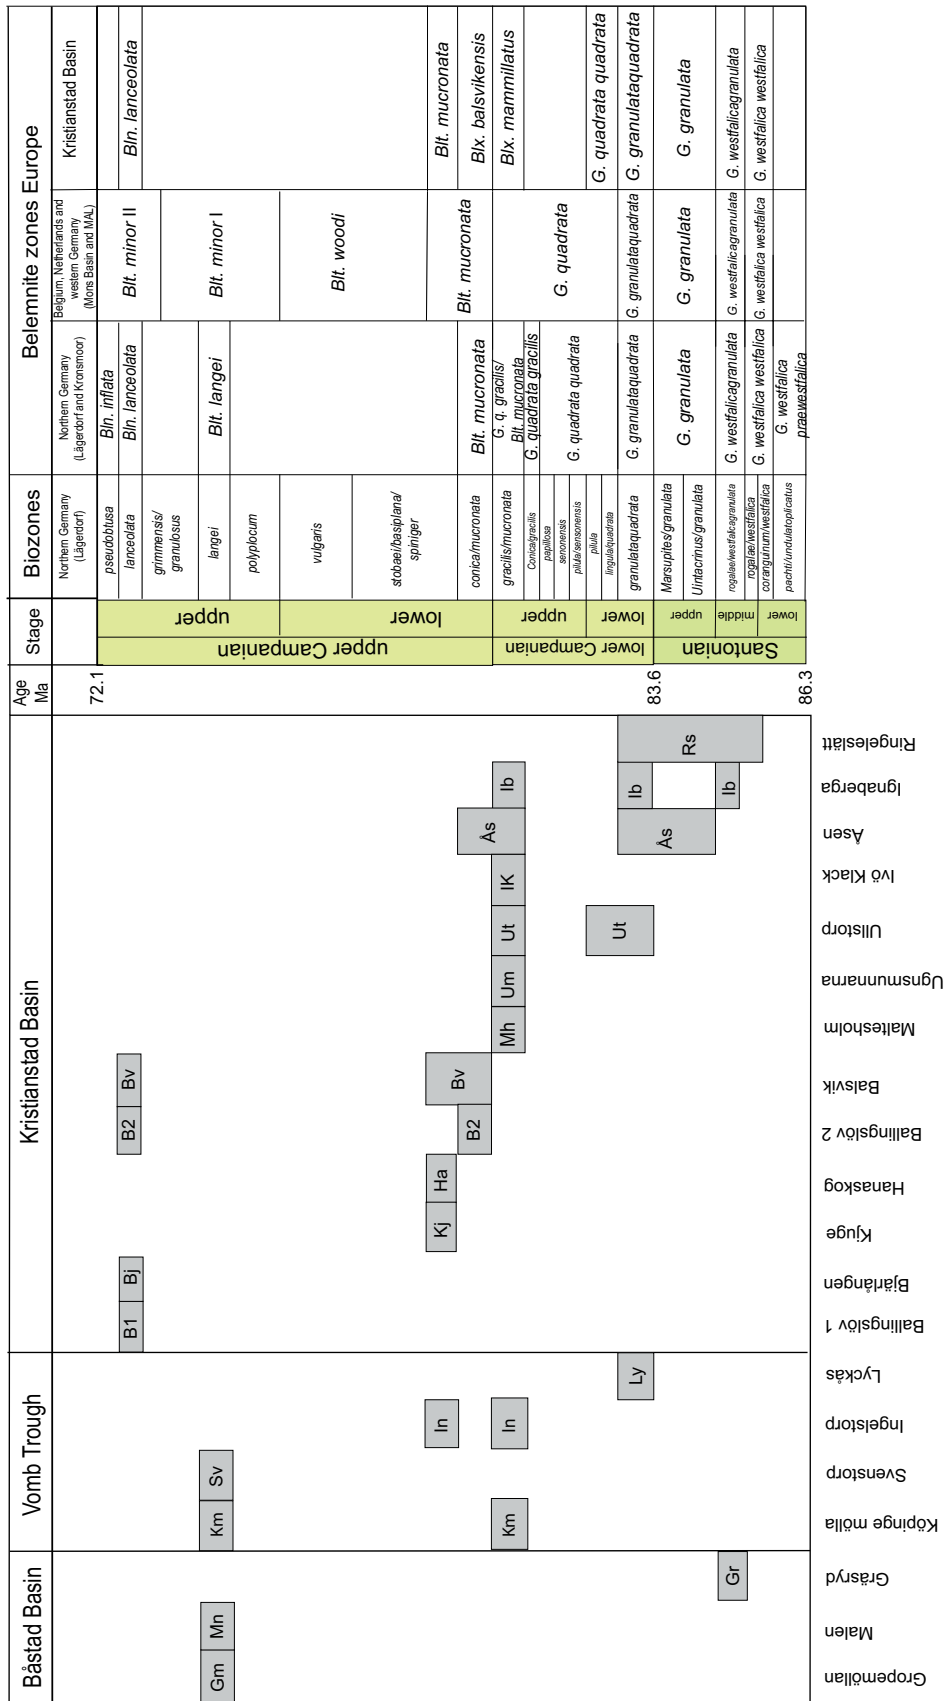 Båstad Basin
Vomb Trough
Kristianstad Basin
Age
Ma
Stage
Biozones
Belemnite zones Europe
Northern Germany
(Lägerdorf)
Northern Germany
(Lägerdorf and Kronsmoor)
Belgium, Netherlands and
western Germany
(Mons Basin and MAL)
Kristianstad Basin
72.1
83.6
86.3
upper Campanian
lower Campanian
Santonian
upper
lower
upper
lower
upper
middle
lower
pseudobtusa
lanceolata
grimmensis/
granulosus
langei
polyplocum
vulgaris
stobaei/basiplana/
spiniger
conica/mucronata
gracilis/mucronata
Conica/gracilis
papillosa
senonensis
pilula/senonensis
pilula
lingula/quadrata
granulataquadrata
Marsupites/granulata
Uintacrinus/granulata
rogalae/westfalicagranulata
rogalae/westfalica
coranguinum/westfalica
pachti/undulatoplicatus
Bln. inflata
Bln. lanceolata
Blt. langei
Blt. mucronata
G. q. gracilis/
Blt. mucronata
G. quadrata gracilis
G. quadrata quadrata
G. granulataquadrata
G. granulata
G. westfalicagranulata
G. westfalica westfalica
G. westfalica
praewestfalica
Blt. minor II
Blt. minor I
Blt. woodi
Blt. mucronata
G. quadrata
G. granulataquadrata
G. granulata
G. westfalicagranulata
G. westfalica westfalica
Bln. lanceolata
Blt. mucronata
Blx. balsvikensis
Blx. mammillatus
G. quadrata quadrata
G. granulataquadrata
G. granulata
G. westfalicagranulata
G. westfalica westfalica
Gm
Mn
Gr
Km
Km
Sv
In
In
Ly
B1
Bj
Kj
Ha
B2
B2
Bv
Bv
Mh
Um
Ut
Ut
IK
Ås
Ås
Ib
Ib
Ib
Rs
Gropemöllan
Malen
Gräsryd
Köpinge mölla
Svenstorp
Ingelstorp
Lyckås
Ballingslöv 1
Bjärlången
Kjuge
Hanaskog
Ballingslöv 2
Balsvik
Maltesholm
Ugnsmunnarna
Ullstorp
Ivö Klack
Åsen
Ignaberga
Ringeleslätt